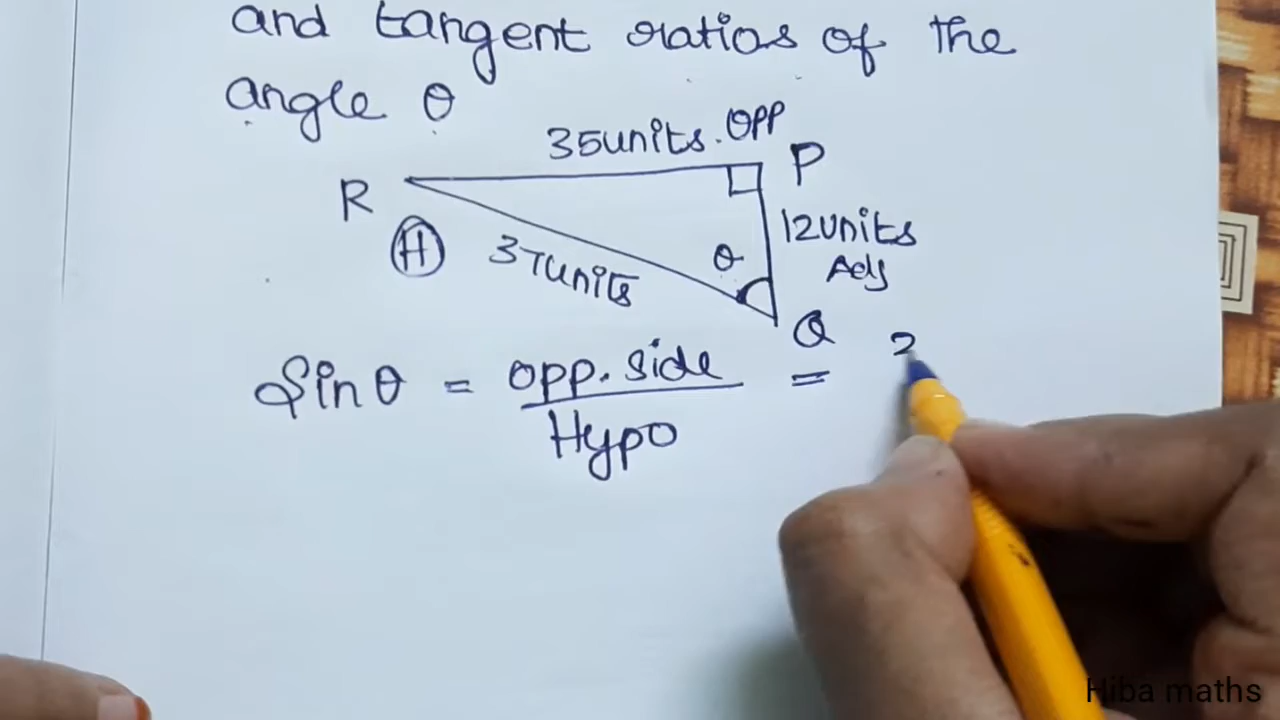 and tangent ratios of the
angle θ
35units. OPP
R
P
H
37units
θ
12units
Adj
Q
Sin θ = opp. side / Hypo =
Hiba maths